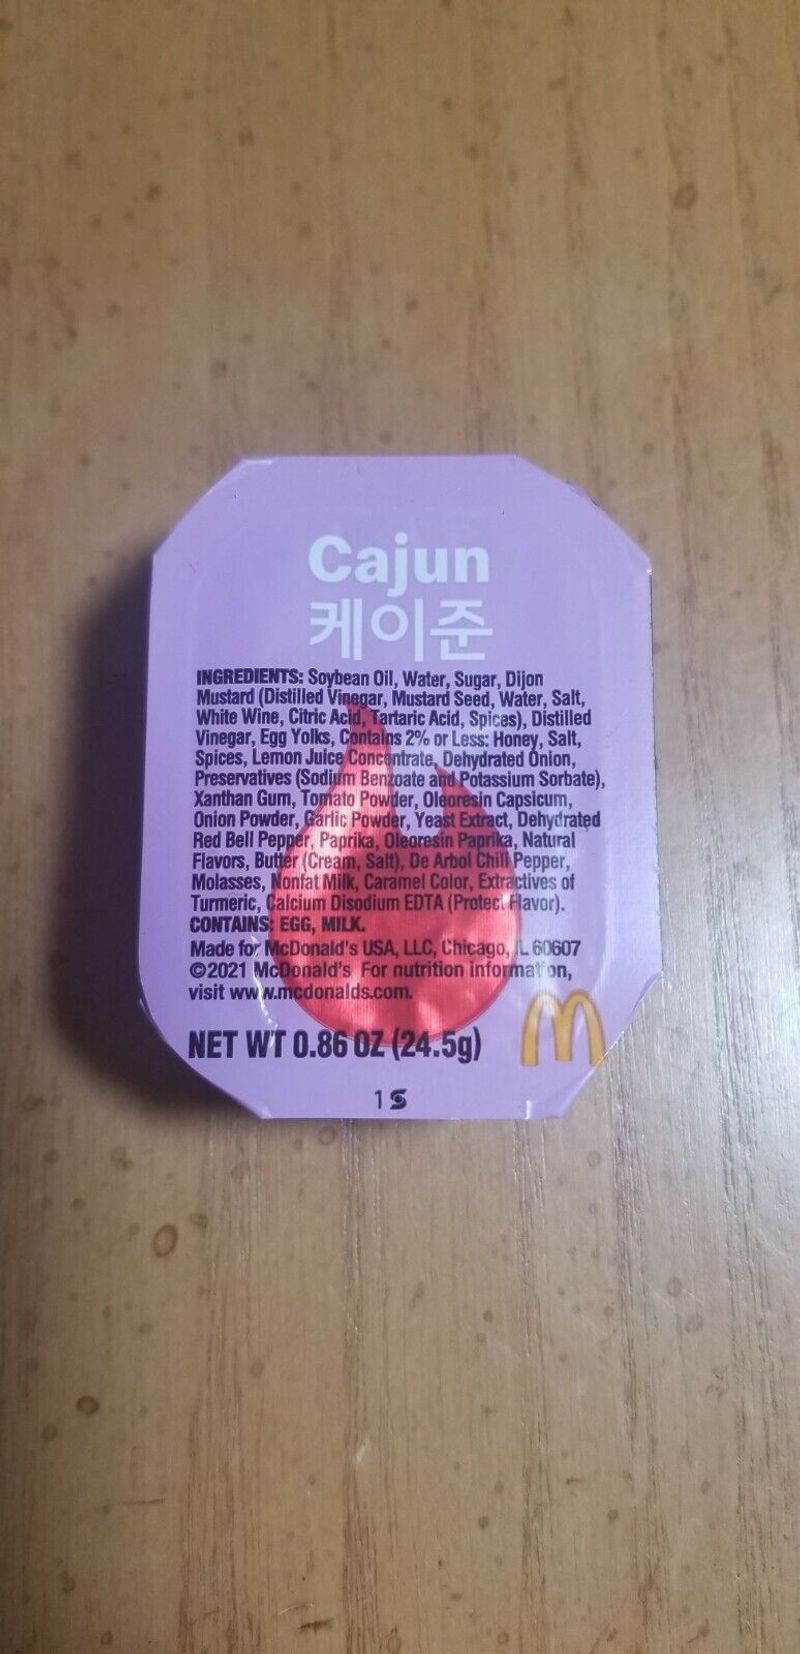 Cajun
케이준
INGREDIENTS: Soybean Oil, Water, Sugar, Dijon
Mustard (Distilled Vinegar, Mustard Seed, Water, Salt,
White Wine, Citric Acid, Tartaric Acid, Spices), Distilled
Vinegar, Egg Yolks, Contains 2% or Less: Honey, Salt,
Spices, Lemon Juice Concentrate, Dehydrated Onion,
Preservatives (Sodium Benzoate and Potassium Sorbate),
Xanthan Gum, Tomato Powder, Oleoresin Capsicum,
Onion Powder, Garlic Powder, Yeast Extract, Dehydrated
Red Bell Pepper, Paprika, Oleoresin Paprika, Natural
Flavors, Butter (Cream, Salt), De Arbol Chili Pepper,
Molasses, Nonfat Milk, Caramel Color, Extractives of
Turmeric, Calcium Disodium EDTA (Protect Flavor).
CONTAINS: EGG, MILK.
Made for McDonald's USA, LLC, Chicago, IL 60607
©2021 McDonald's For nutrition information,
visit www.mcdonalds.com.
NET WT 0.86 OZ (24.5g)
M
1 S